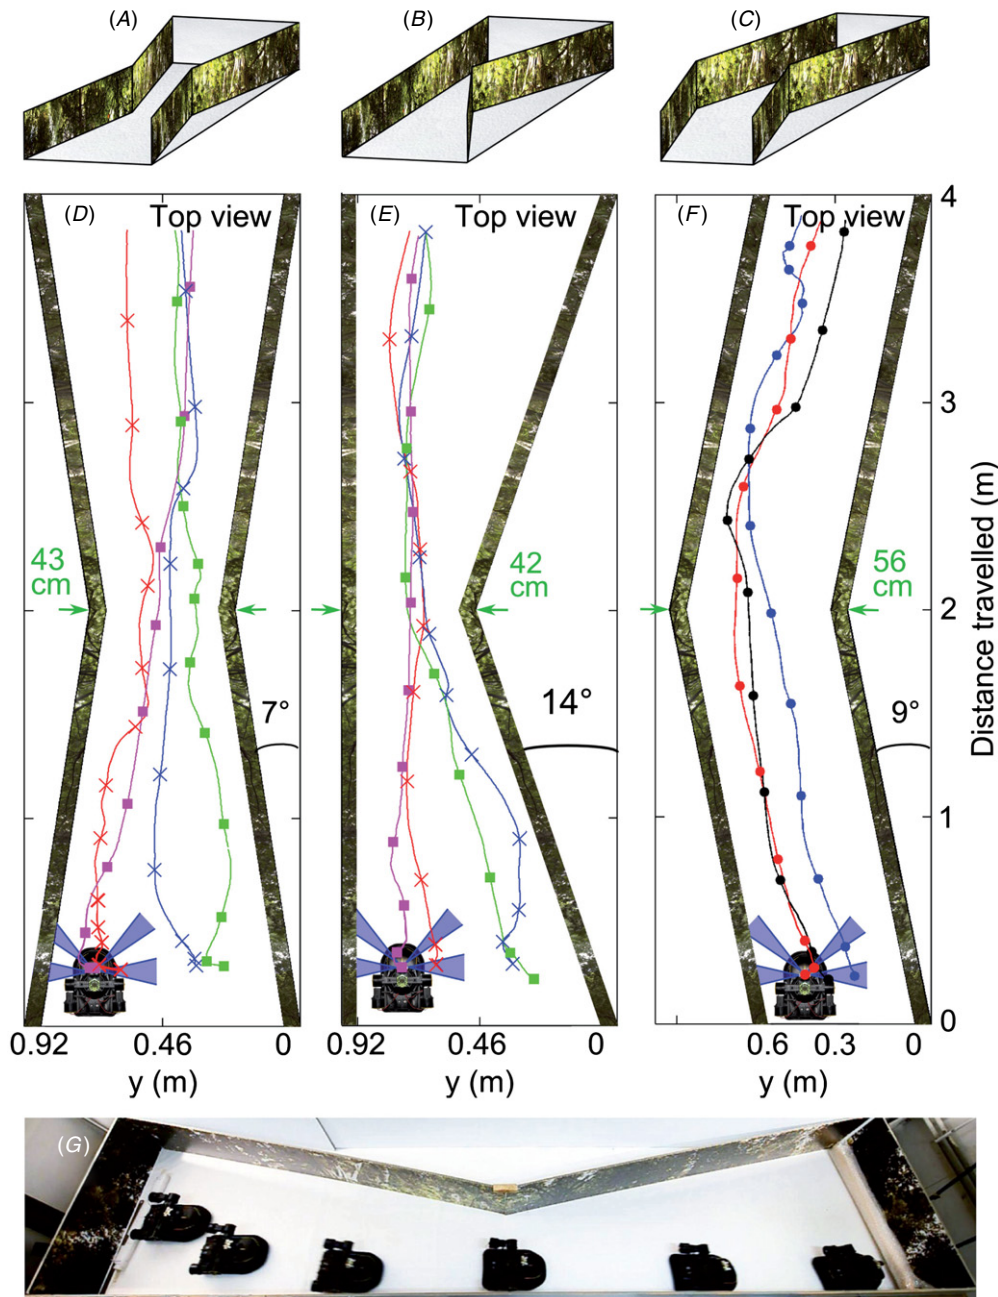 (A)
(B)
(C)
(D) Top view
(E) Top view
(F) Top view
4
3
2
1
0
Distance travelled (m)
43
cm
42
cm
56
cm
7°
14°
9°
0.92 0.46 0
0.92 0.46 0
0.6 0.3 0
y (m)
y (m)
y (m)
(G)